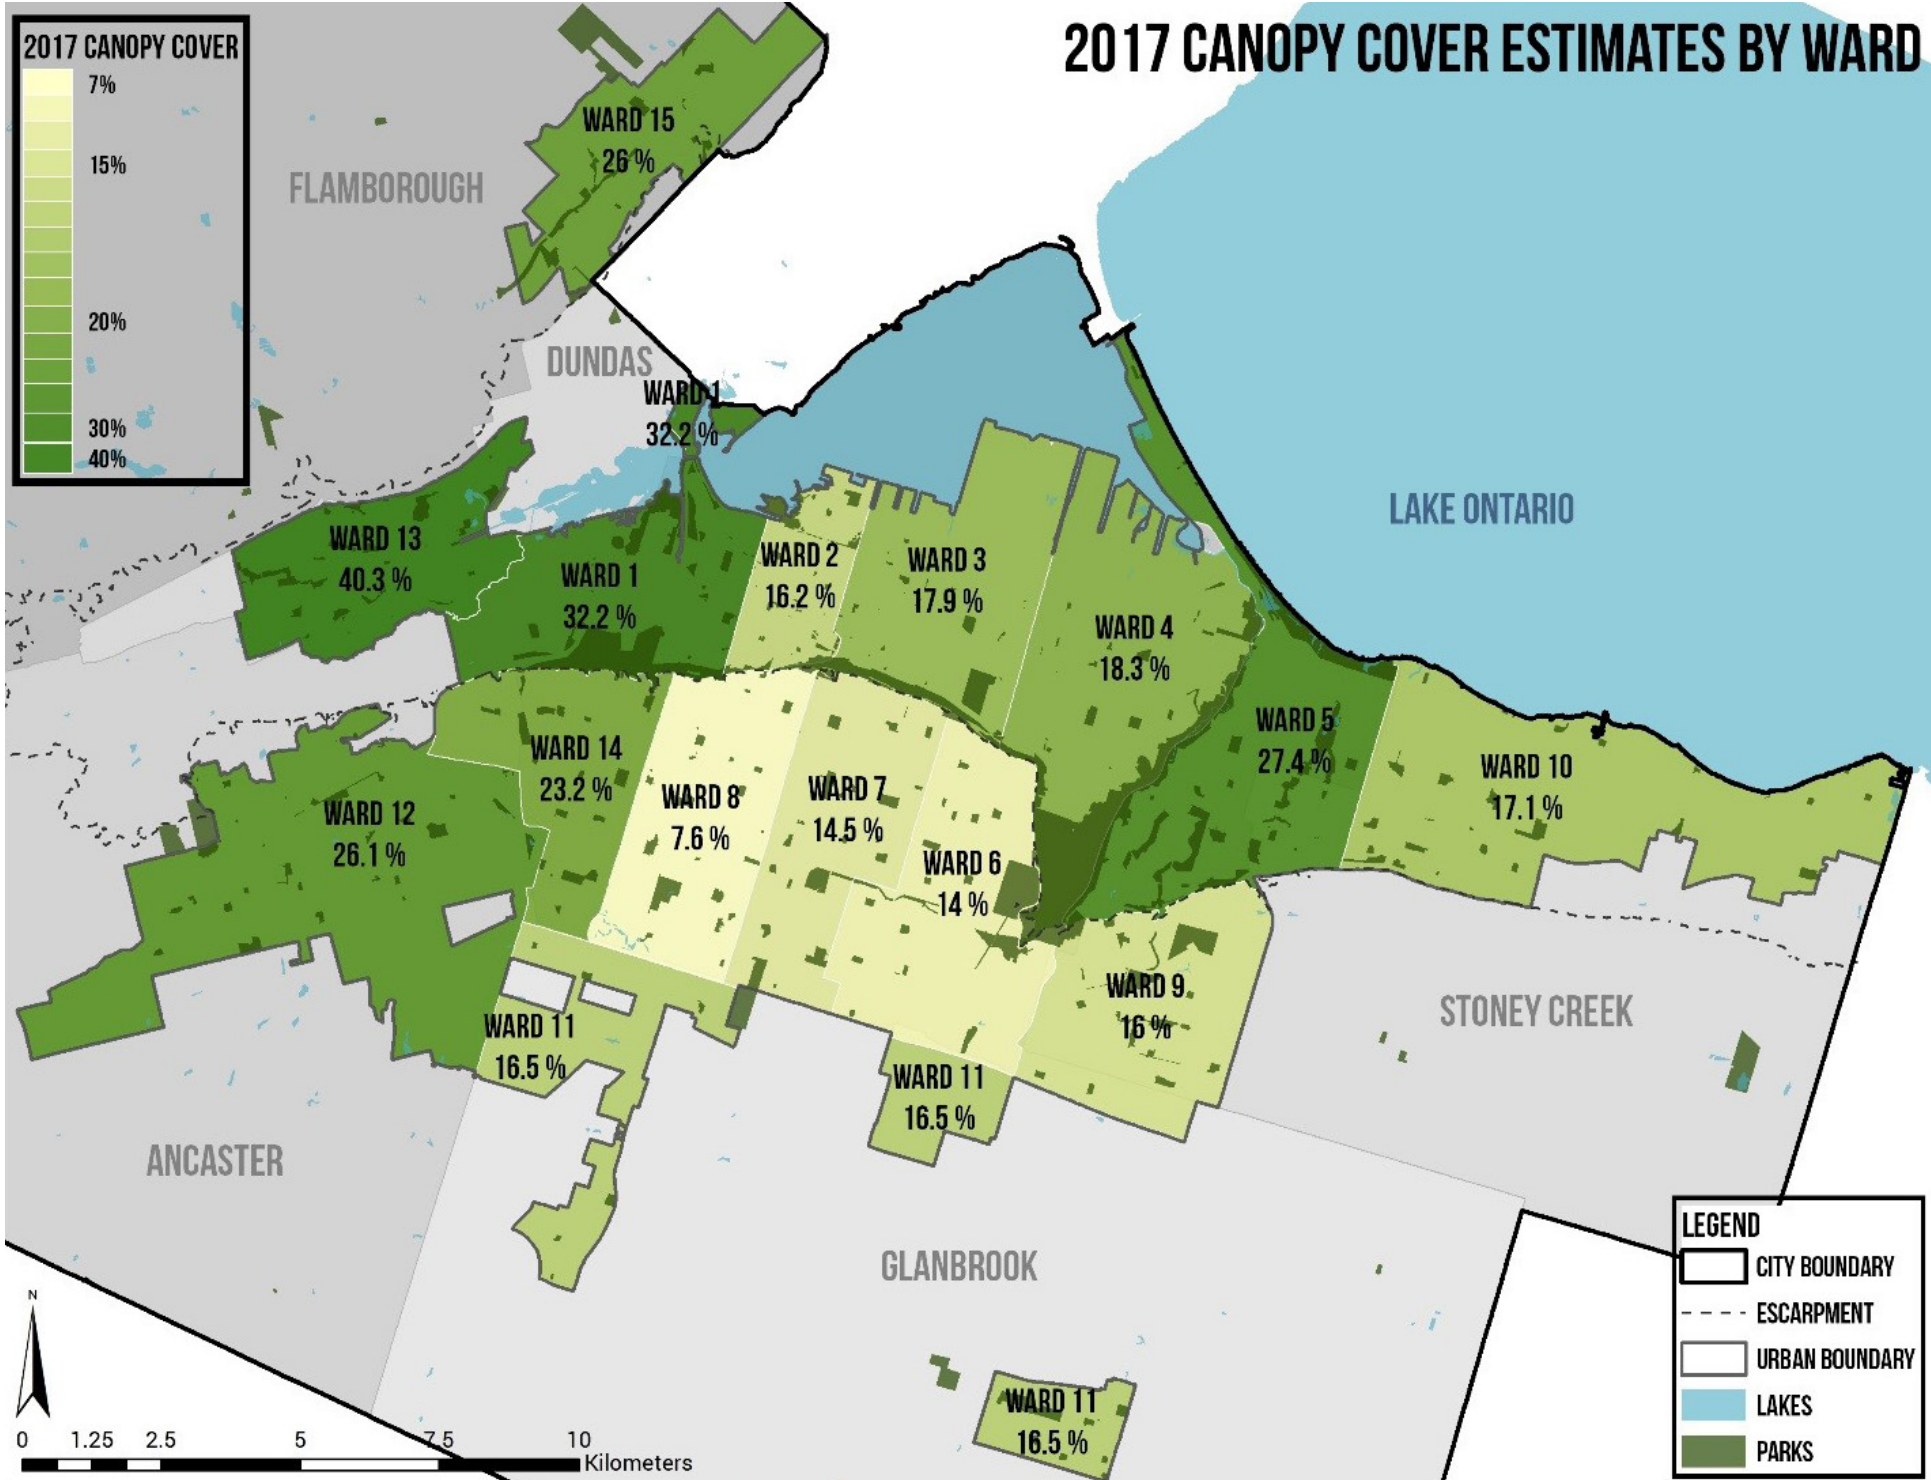 2017 CANOPY COVER ESTIMATES BY WARD
2017 CANOPY COVER
7%
15%
20%
30%
40%
WARD 15
26 %
FLAMBOROUGH
DUNDAS
WARD 1
32.2 %
LAKE ONTARIO
WARD 13
40.3 %
WARD 1
32.2 %
WARD 2
16.2 %
WARD 3
17.9 %
WARD 4
18.3 %
WARD 5
27.4 %
WARD 10
17.1 %
WARD 14
23.2 %
WARD 8
7.6 %
WARD 7
14.5 %
WARD 6
14 %
WARD 12
26.1 %
WARD 9
16 %
WARD 11
16.5 %
WARD 11
16.5 %
STONEY CREEK
ANCASTER
GLANBROOK
WARD 11
16.5 %
LEGEND
CITY BOUNDARY
ESCARPMENT
URBAN BOUNDARY
LAKES
PARKS
N
0 1.25 2.5 5 7.5 10
Kilometers